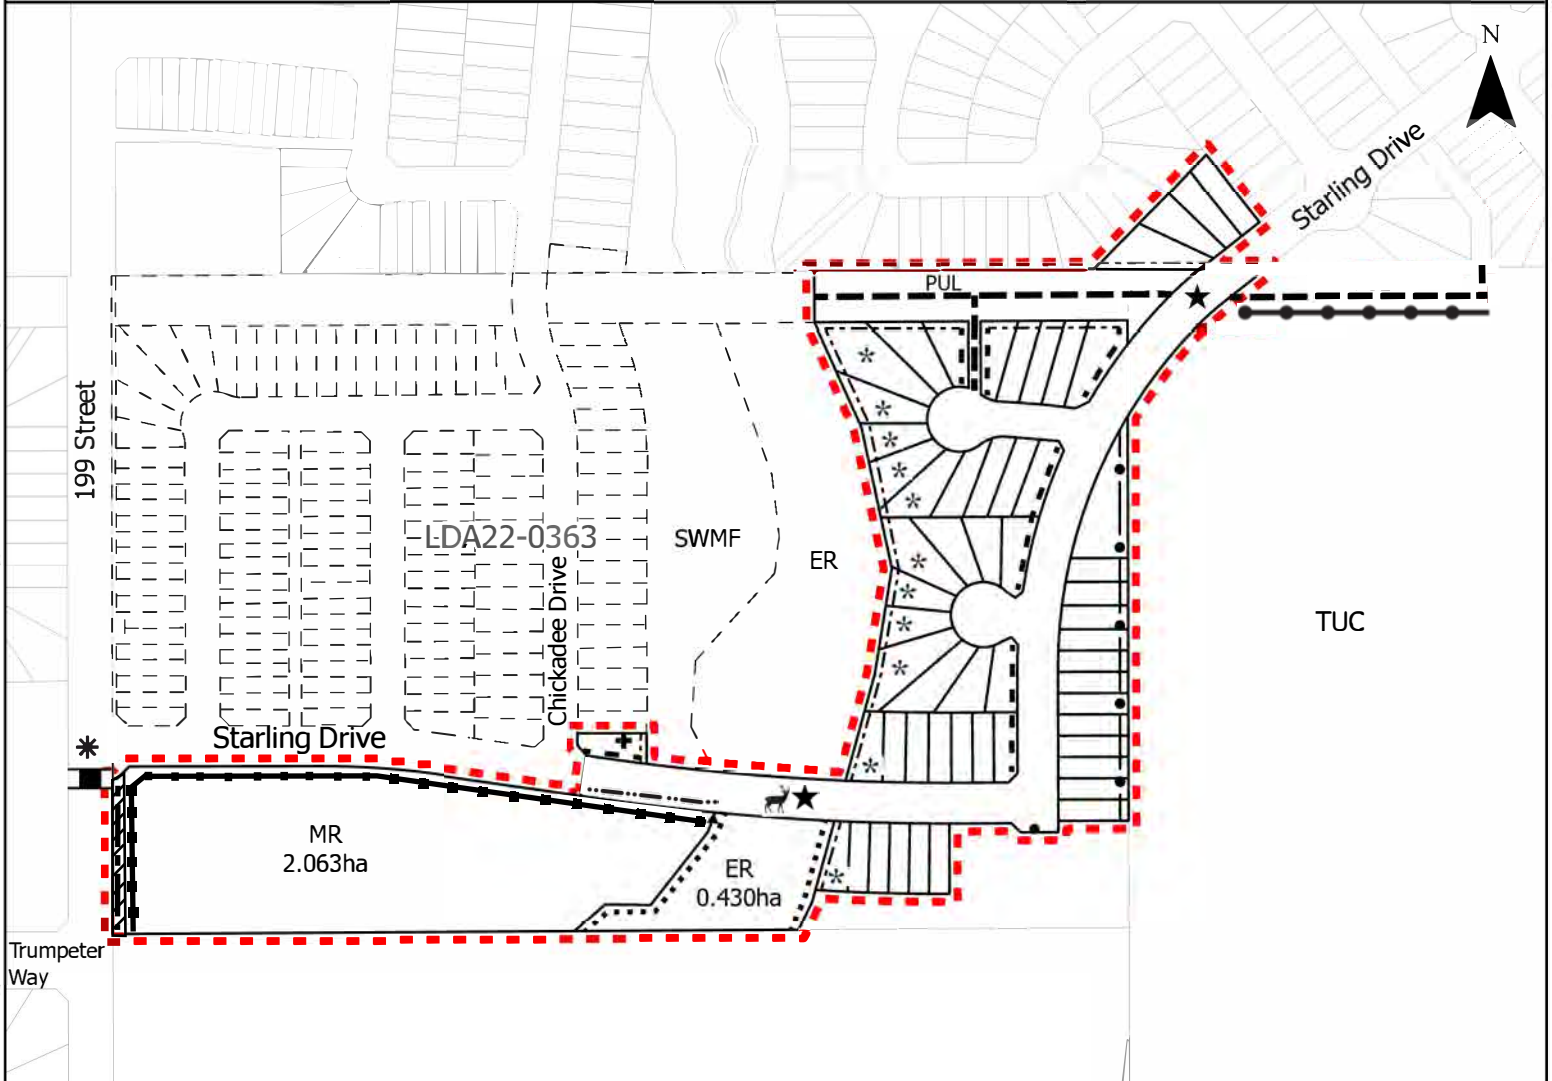 N
Starling Drive
PUL
199 Street
LDA22-0363
SWMF
ER
Chickadee Drive
TUC
Starling Drive
MR
2.063ha
ER
0.430ha
Trumpeter
Way